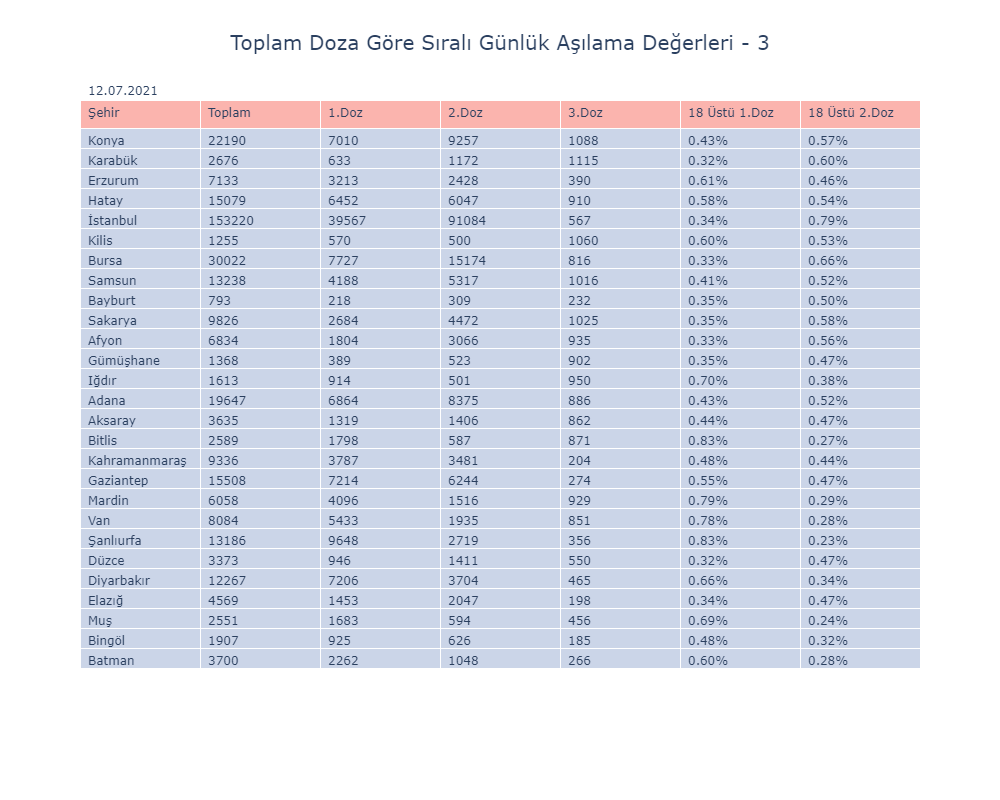 Toplam Doza Göre Sıralı Günlük Aşılama Değerleri - 3
12.07.2021
Şehir Toplam 1.Doz 2.Doz 3.Doz 18 Üstü 1.Doz 18 Üstü 2.Doz
Konya 22190 7010 9257 1088 0.43% 0.57%
Karabük 2676 633 1172 1115 0.32% 0.60%
Erzurum 7133 3213 2428 390 0.61% 0.46%
Hatay 15079 6452 6047 910 0.58% 0.54%
İstanbul 153220 39567 91084 567 0.34% 0.79%
Kilis 1255 570 500 1060 0.60% 0.53%
Bursa 30022 7727 15174 816 0.33% 0.66%
Samsun 13238 4188 5317 1016 0.41% 0.52%
Bayburt 793 218 309 232 0.35% 0.50%
Sakarya 9826 2684 4472 1025 0.35% 0.58%
Afyon 6834 1804 3066 935 0.33% 0.56%
Gümüşhane 1368 389 523 902 0.35% 0.47%
Iğdır 1613 914 501 950 0.70% 0.38%
Adana 19647 6864 8375 886 0.43% 0.52%
Aksaray 3635 1319 1406 862 0.44% 0.47%
Bitlis 2589 1798 587 871 0.83% 0.27%
Kahramanmaraş 9336 3787 3481 204 0.48% 0.44%
Gaziantep 15508 7214 6244 274 0.55% 0.47%
Mardin 6058 4096 1516 929 0.79% 0.29%
Van 8084 5433 1935 851 0.78% 0.28%
Şanlıurfa 13186 9648 2719 356 0.83% 0.23%
Düzce 3373 946 1411 550 0.32% 0.47%
Diyarbakır 12267 7206 3704 465 0.66% 0.34%
Elazığ 4569 1453 2047 198 0.34% 0.47%
Muş 2551 1683 594 456 0.69% 0.24%
Bingöl 1907 925 626 185 0.48% 0.32%
Batman 3700 2262 1048 266 0.60% 0.28%